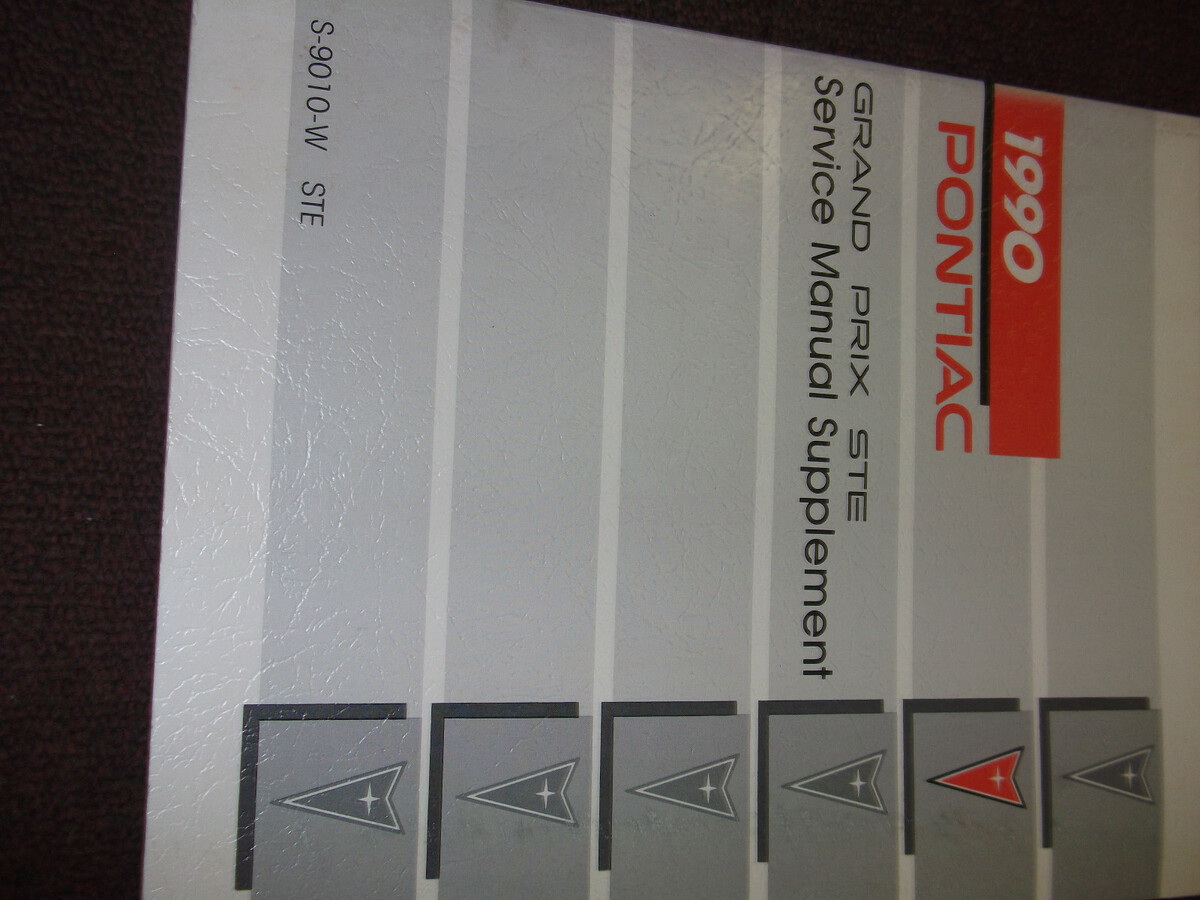 1990
PONTIAC
GRAND PRIX STE
Service Manual Supplement
S-9010-W STE